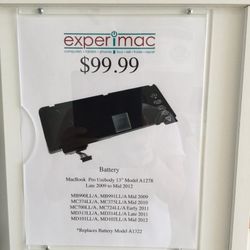 experimac
computers | tablets | phones | buy | sell | trade | repair
$99.99
Battery
MacBook Pro Unibody 13" Model A1278
Late 2009 to Mid 2012
MB990LL/A, MB991LL/A Mid 2009
MC374LL/A, MC375LL/A Mid 2010
MC700LL/A, MC724LL/A Early 2011
MD313LL/A, MD314LL/A Late 2011
MD101LL/A, MD102LL/A Mid 2012
*Replaces Battery Model A1322